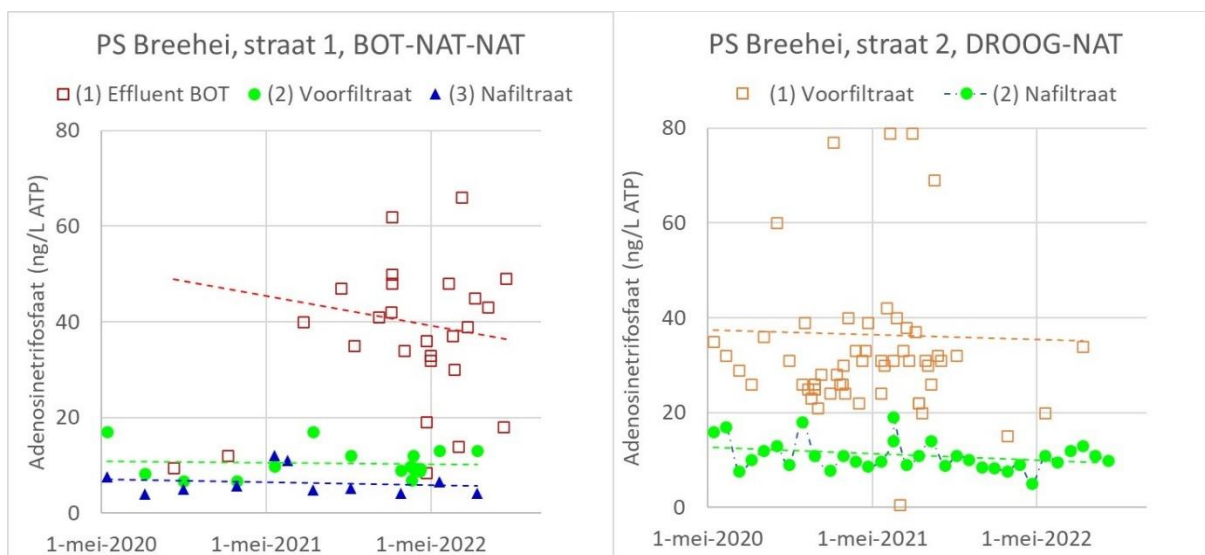 PS Breehei, straat 1, BOT-NAT-NAT
(1) Effluent BOT (2) Voorfiltraat (3) Nafiltraat
Adenosinetrifosfaat (ng/L ATP)
80
60
40
20
0
1-mei-2020 1-mei-2021 1-mei-2022
PS Breehei, straat 2, DROOG-NAT
(1) Voorfiltraat (2) Nafiltraat
Adenosinetrifosfaat (ng/L ATP)
80
60
40
20
0
1-mei-2020 1-mei-2021 1-mei-2022